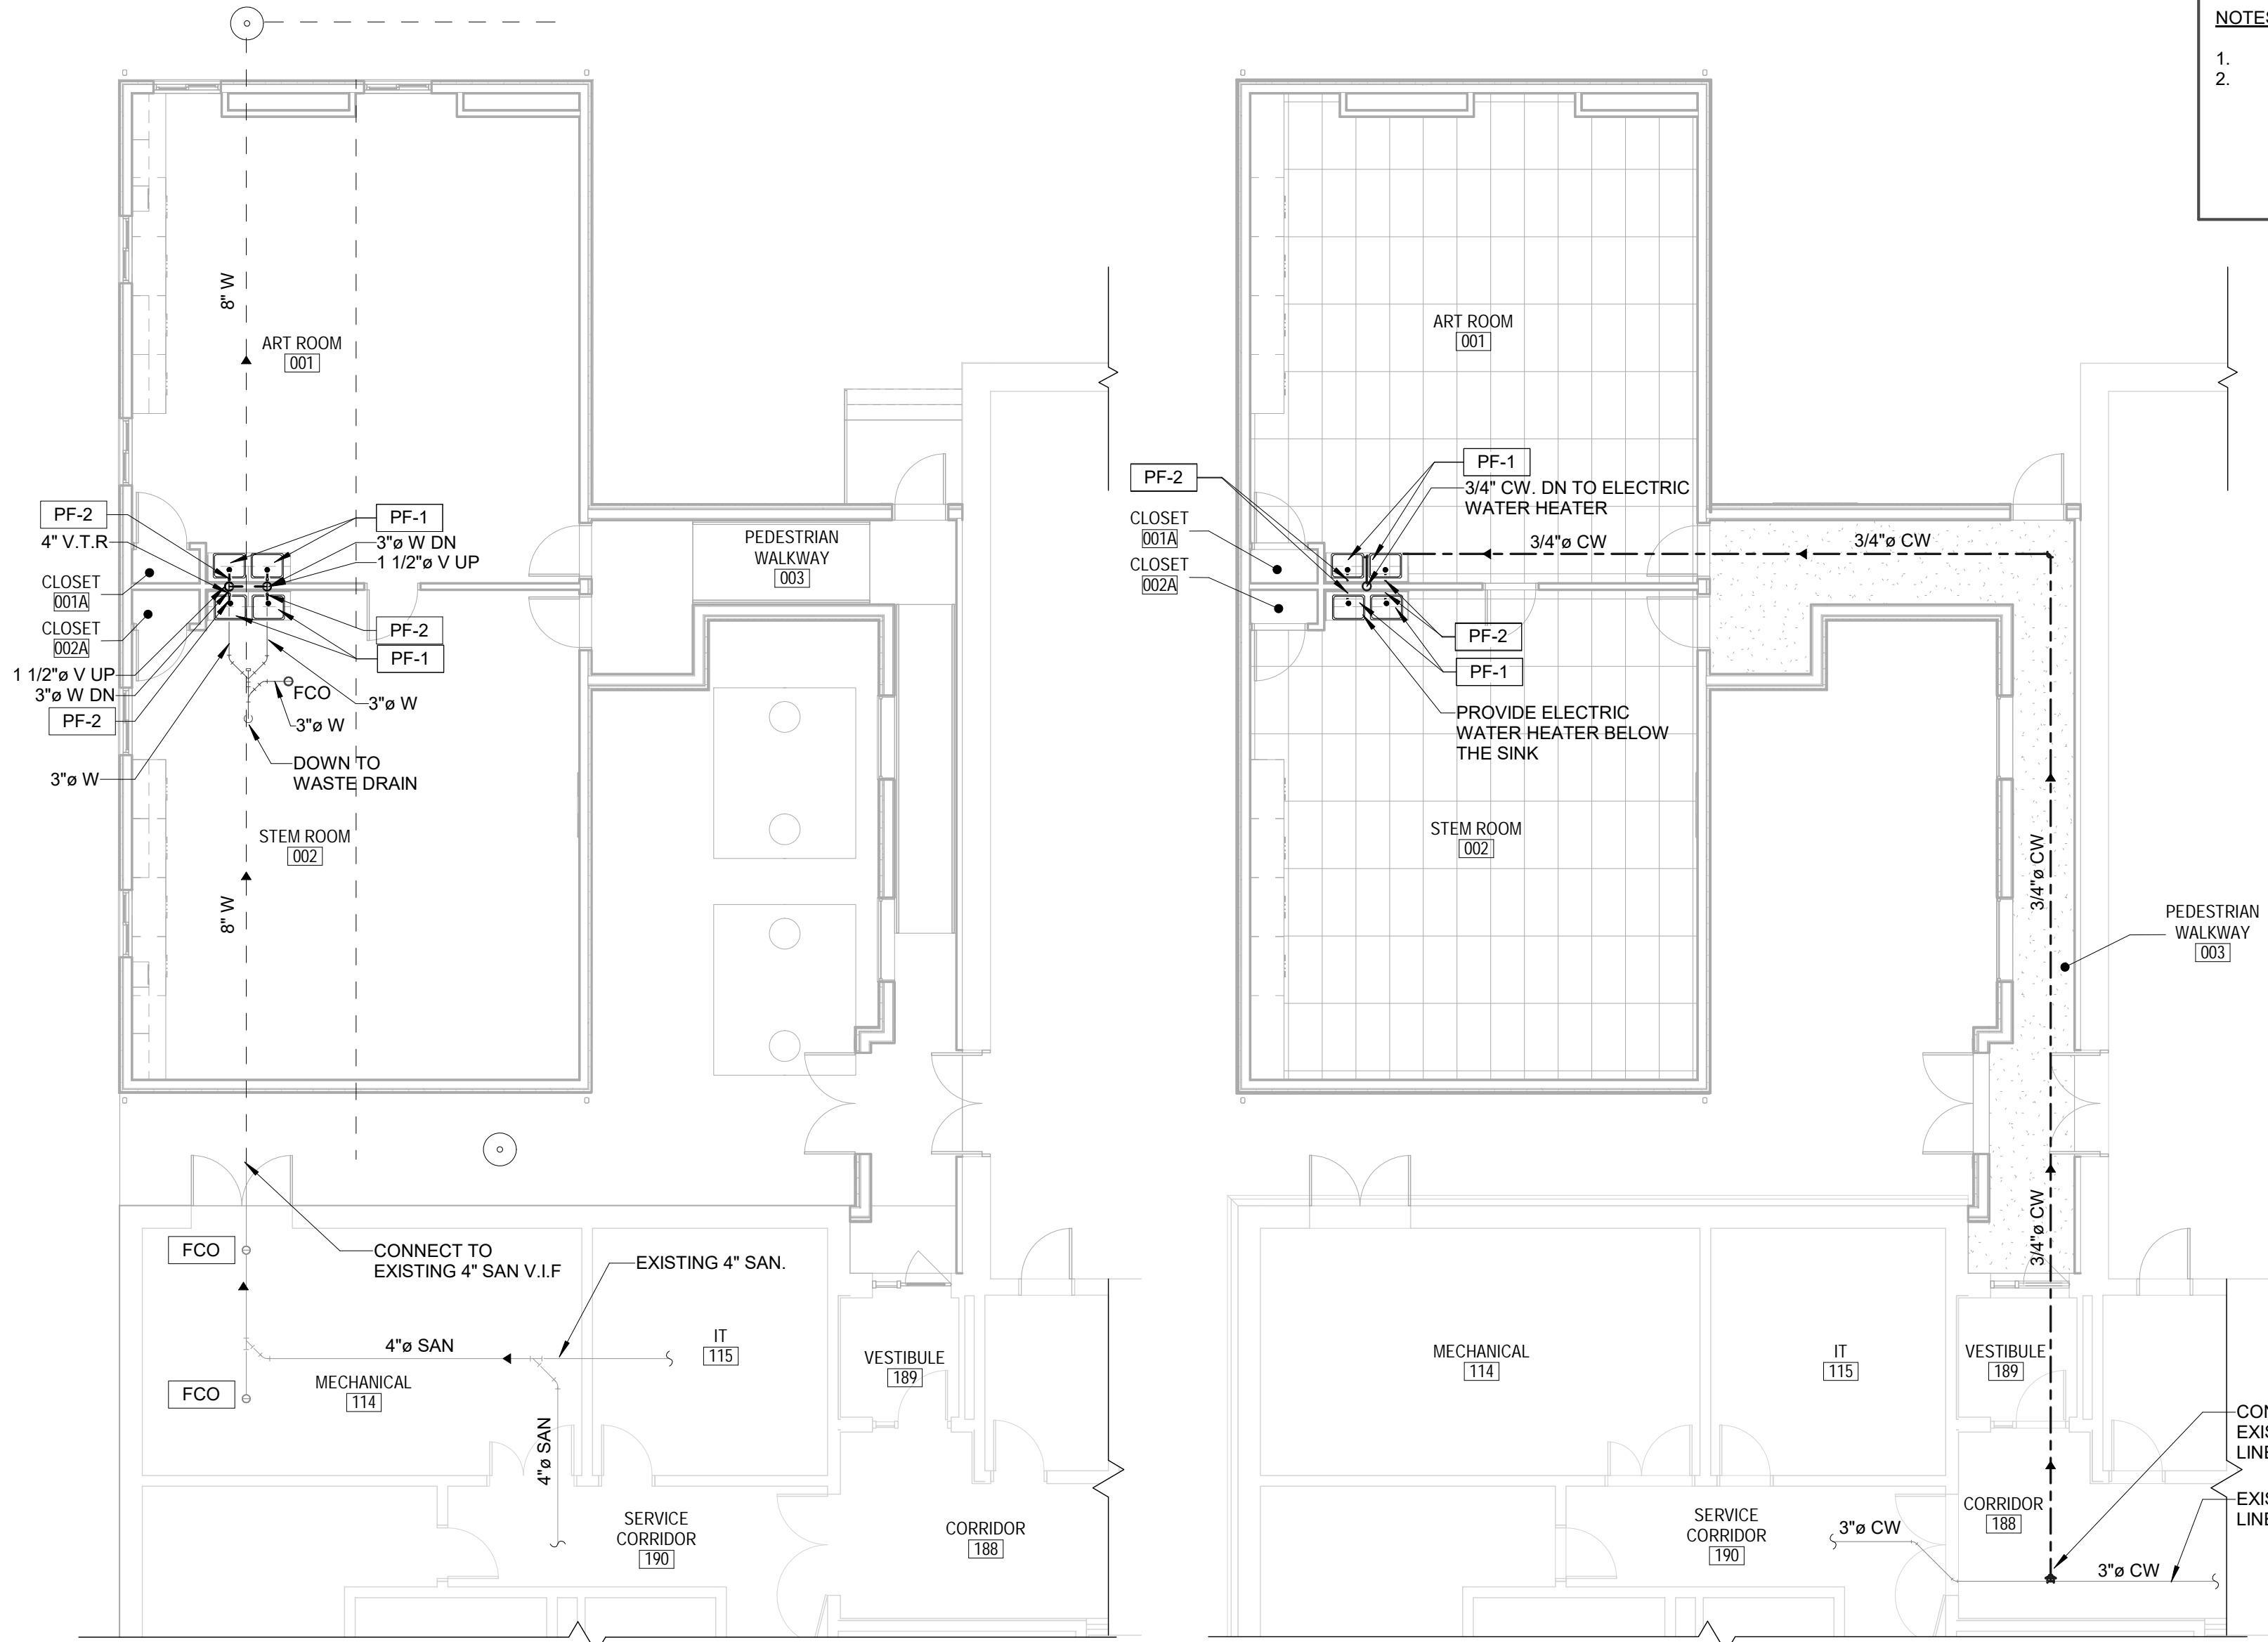 8" W
ART ROOM
001
PF-2
4" V.T.R
CLOSET
001A
CLOSET
002A
1 1/2"ø V UP
3"ø W DN
PF-2
3"ø W
PF-1
3"ø W DN
1 1/2"ø V UP
PF-2
PF-1
FCO
3"ø W
3"ø W
DOWN TO
WASTE DRAIN
STEM ROOM
002
8" W
PEDESTRIAN
WALKWAY
003
FCO
CONNECT TO
EXISTING 4" SAN V.I.F
EXISTING 4" SAN.
4"ø SAN
FCO
MECHANICAL
114
IT
115
4"ø SAN
VESTIBULE
189
SERVICE
CORRIDOR
190
CORRIDOR
188
NOTES
1.
2.
ART ROOM
001
PF-2
CLOSET
001A
CLOSET
002A
PF-1
3/4" CW. DN TO ELECTRIC
WATER HEATER
3/4"ø CW
3/4"ø CW
PF-2
PF-1
PROVIDE ELECTRIC
WATER HEATER BELOW
THE SINK
STEM ROOM
002
3/4"ø CW
PEDESTRIAN
WALKWAY
003
3/4"ø CW
MECHANICAL
114
IT
115
VESTIBULE
189
CON
EXIS
LINE
EXIS
LINE
CORRIDOR
188
SERVICE
CORRIDOR
190
3"ø CW
3"ø CW